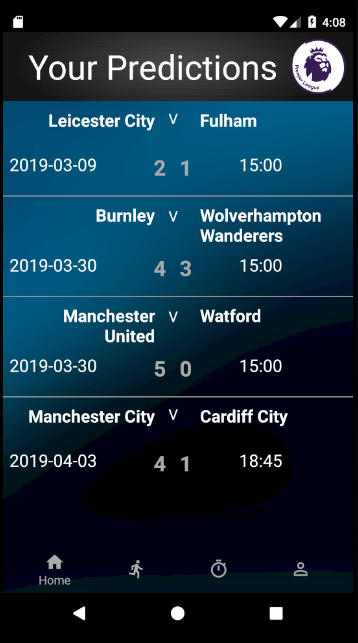 4:08
Your Predictions
Premier League
Leicester City V Fulham
2019-03-09 2 1 15:00
Burnley V Wolverhampton
Wanderers
2019-03-30 4 3 15:00
Manchester V Watford
United
2019-03-30 5 0 15:00
Manchester City V Cardiff City
2019-04-03 4 1 18:45
Home